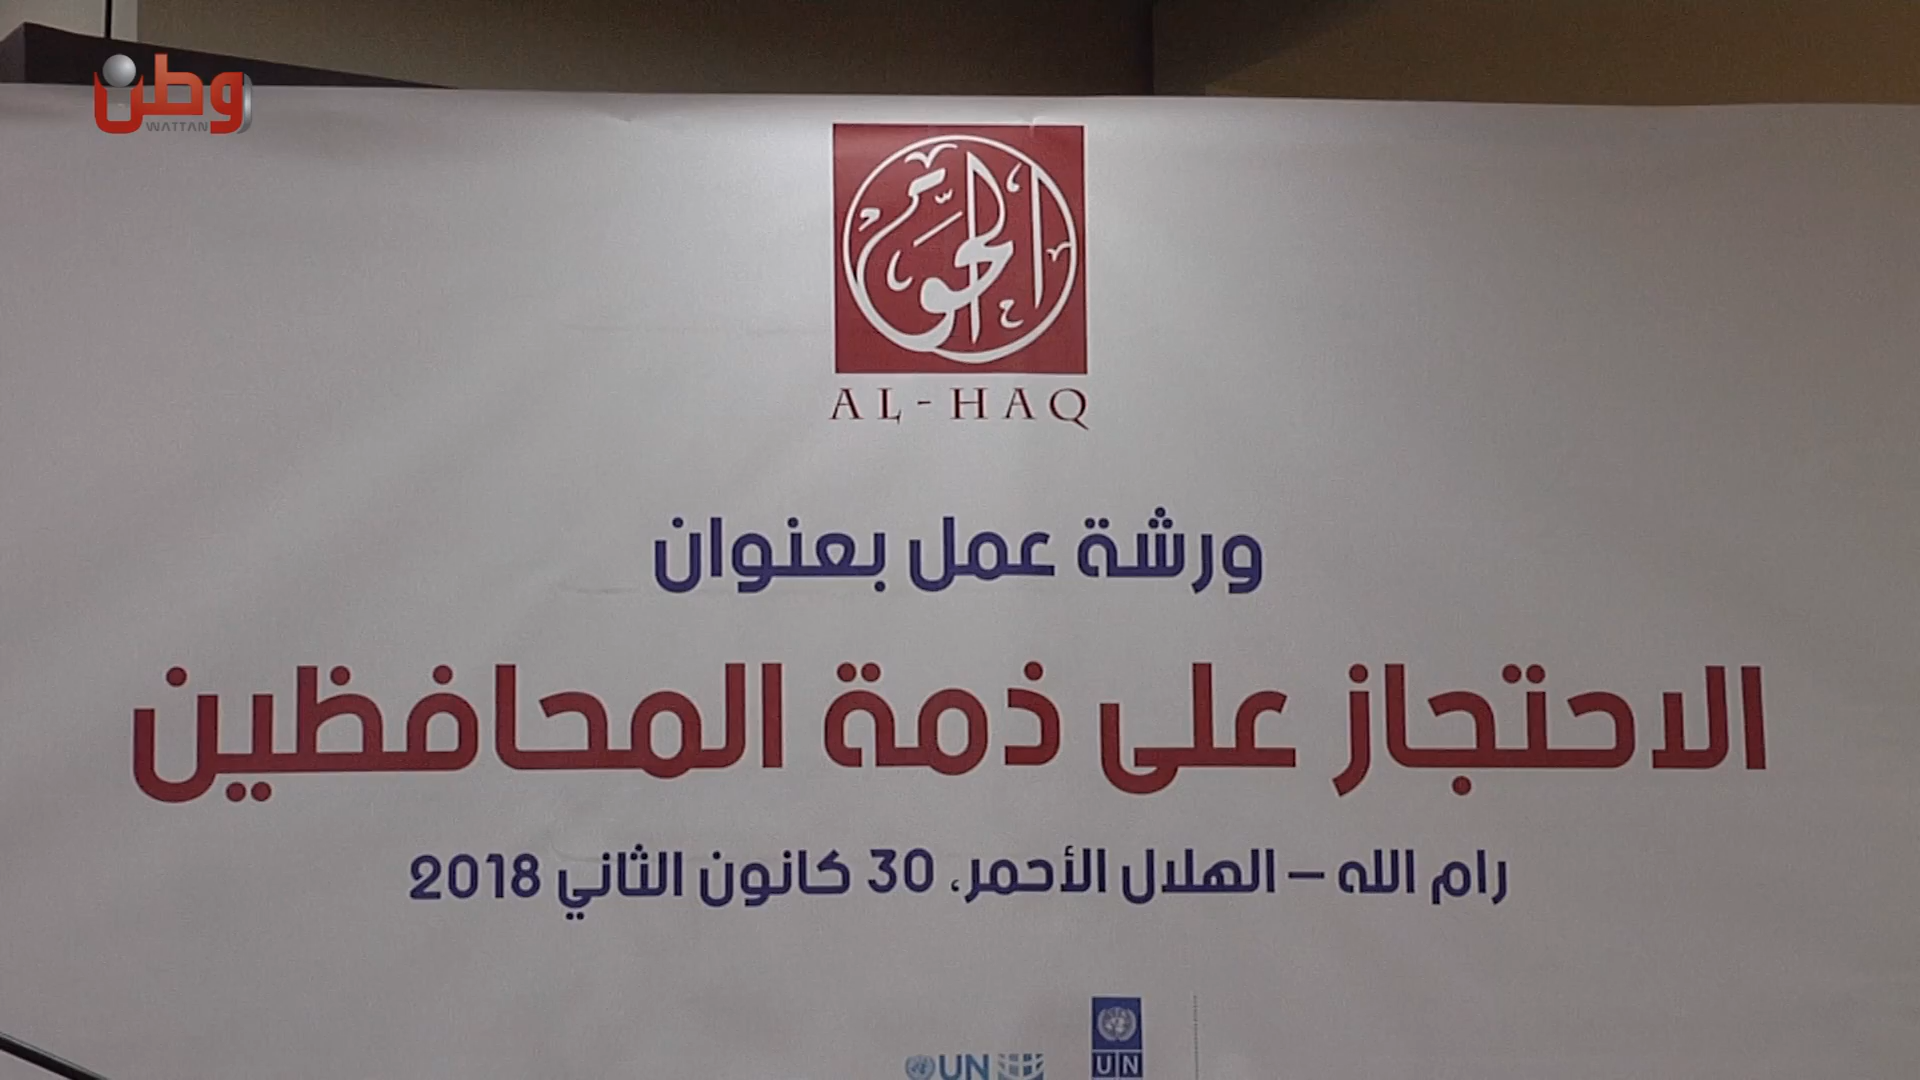 وطن
WATTAN
الحق
AL-HAQ
ورشة عمل بعنوان
الاحتجاز على ذمة المحافظين
رام الله – الهلال الأحمر، 30 كانون الثاني 2018
UN
UN